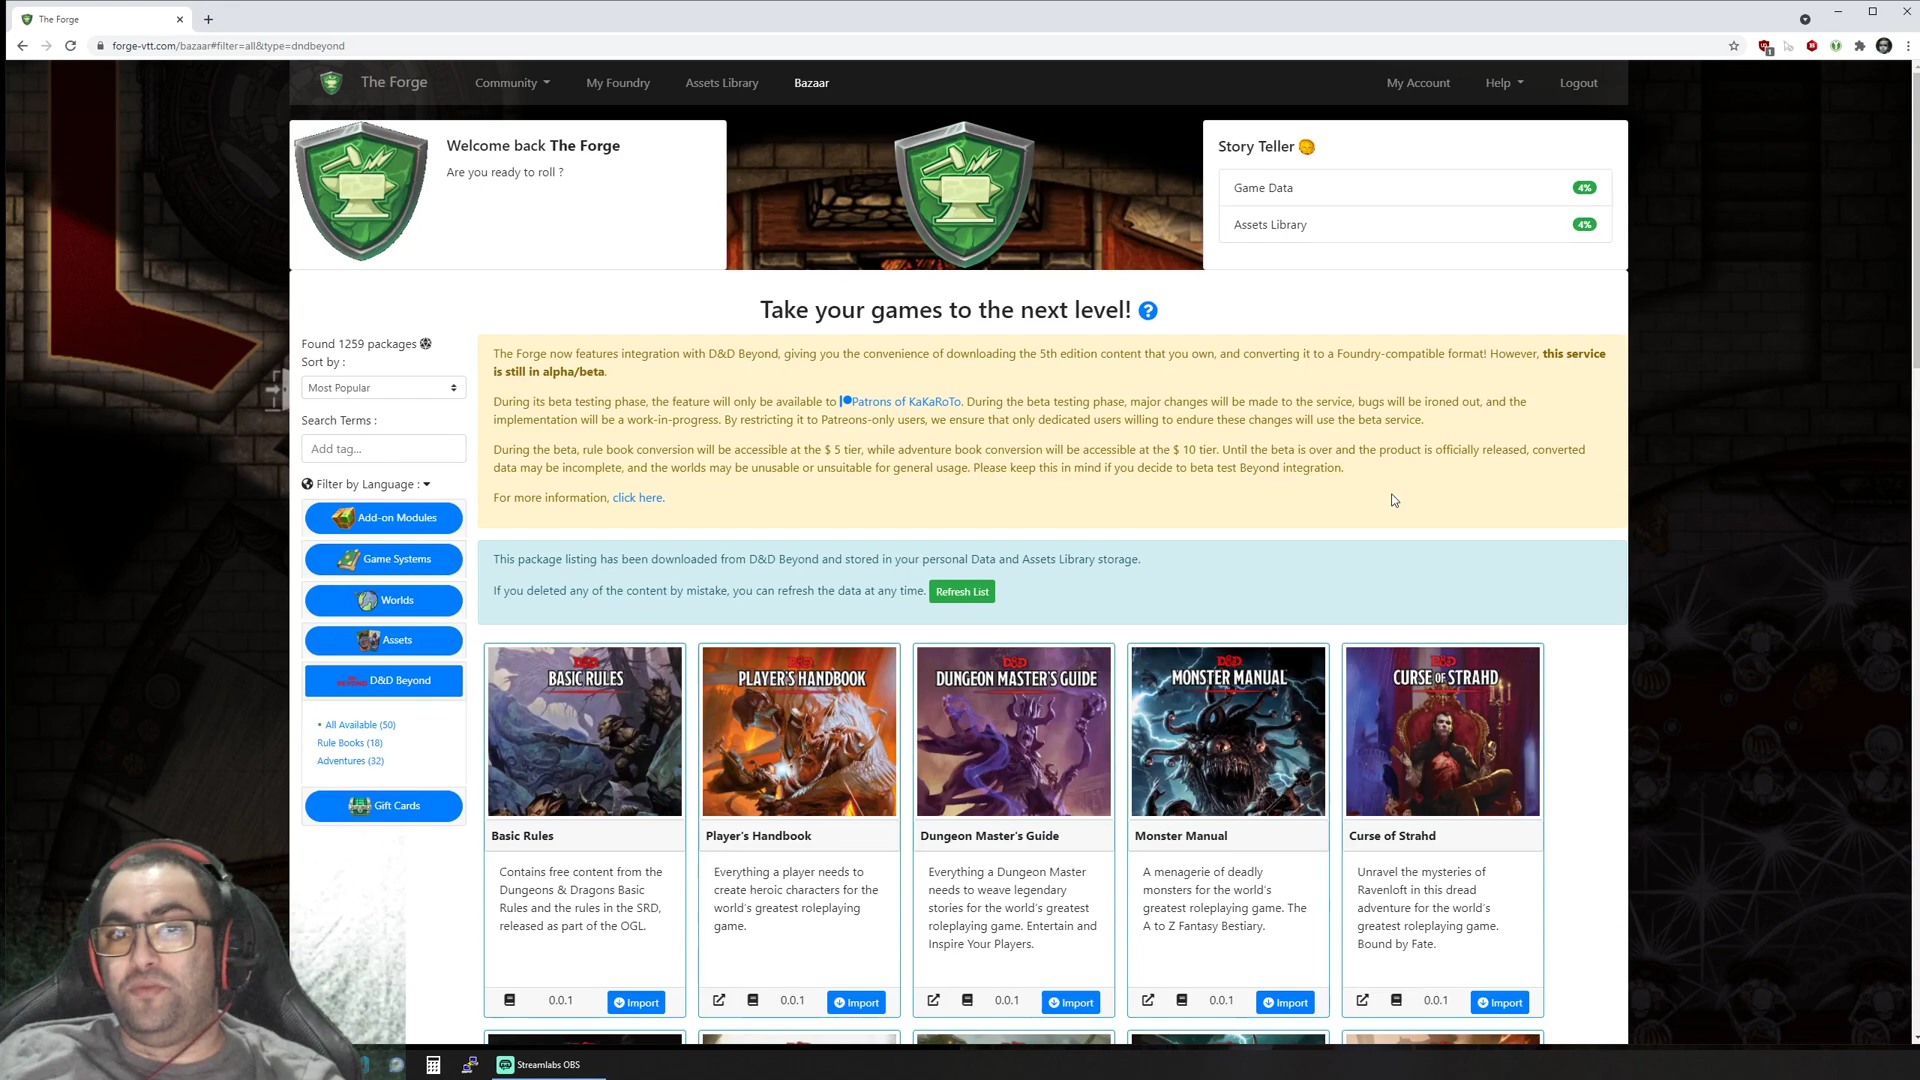 The Forge
forge-vtt.com/bazaar#filter=all&type=dndbeyond
The Forge
Community
My Foundry
Assets Library
Bazaar
My Account
Help
Logout
Welcome back The Forge
Are you ready to roll ?
Story Teller
Game Data
4%
Assets Library
4%
Take your games to the next level!
Found 1259 packages
Sort by :
Most Popular
Search Terms :
Add tag...
Filter by Language :
Add-on Modules
Game Systems
Worlds
Assets
D&D Beyond
• All Available (50)
Rule Books (18)
Adventures (32)
Gift Cards
The Forge now features integration with D&D Beyond, giving you the convenience of downloading the 5th edition content that you own, and converting it to a Foundry-compatible format! However, this service
is still in alpha/beta.
During its beta testing phase, the feature will only be available to Patrons of KaKaRoTo. During the beta testing phase, major changes will be made to the service, bugs will be ironed out, and the
implementation will be a work-in-progress. By restricting it to Patreons-only users, we ensure that only dedicated users willing to endure these changes will use the beta service.
During the beta, rule book conversion will be accessible at the $ 5 tier, while adventure book conversion will be accessible at the $ 10 tier. Until the beta is over and the product is officially released, converted
data may be incomplete, and the worlds may be unusable or unsuitable for general usage. Please keep this in mind if you decide to beta test Beyond integration.
For more information, click here.
This package listing has been downloaded from D&D Beyond and stored in your personal Data and Assets Library storage.
If you deleted any of the content by mistake, you can refresh the data at any time. Refresh List
D&D
BASIC RULES
Basic Rules
Contains free content from the
Dungeons & Dragons Basic
Rules and the rules in the SRD,
released as part of the OGL.
0.0.1
Import
D&D
PLAYER'S HANDBOOK
Player's Handbook
Everything a player needs to
create heroic characters for the
world's greatest roleplaying
game.
0.0.1
Import
D&D
DUNGEON MASTER'S GUIDE
Dungeon Master's Guide
Everything a Dungeon Master
needs to weave legendary
stories for the world's greatest
roleplaying game. Entertain and
Inspire Your Players.
0.0.1
Import
D&D
MONSTER MANUAL
Monster Manual
A menagerie of deadly
monsters for the world's
greatest roleplaying game. The
A to Z Fantasy Bestiary.
0.0.1
Import
D&D
CURSE OF STRAHD
Curse of Strahd
Unravel the mysteries of
Ravenloft in this dread
adventure for the world's
greatest roleplaying game.
Bound by Fate.
0.0.1
Import
Streamlabs OBS